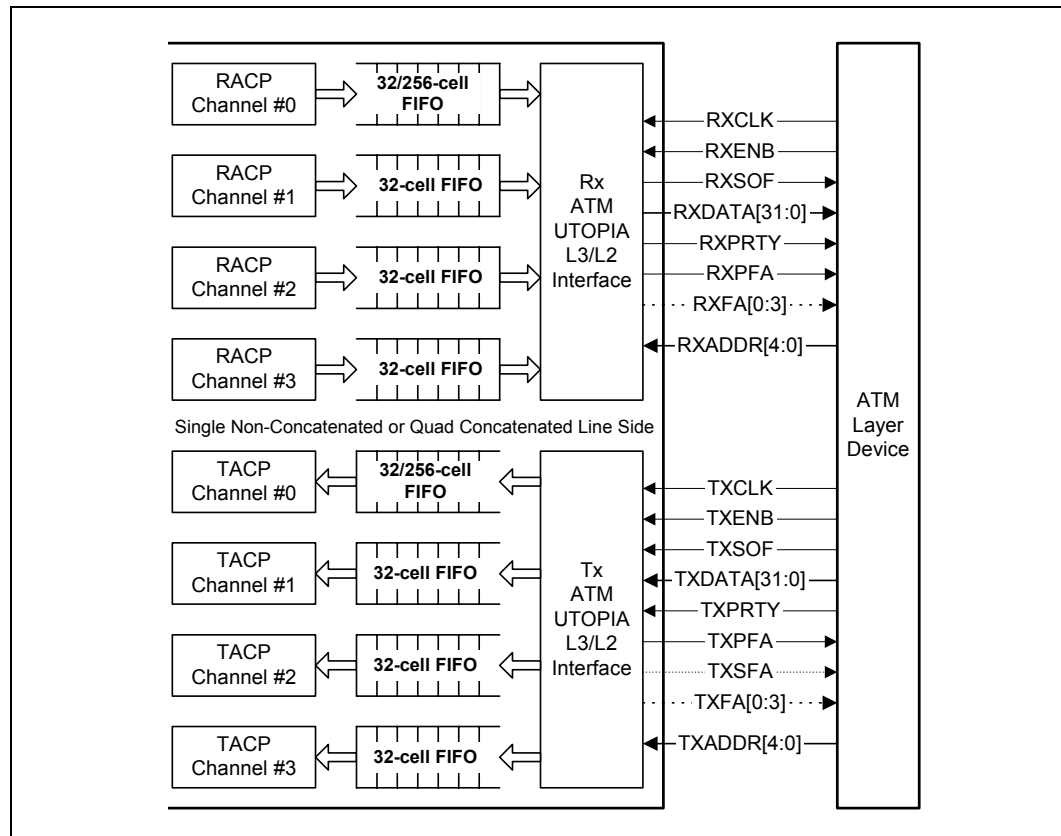 RACP
Channel #0
32/256-cell
FIFO
RACP
Channel #1
32-cell FIFO
RACP
Channel #2
32-cell FIFO
RACP
Channel #3
32-cell FIFO
Rx
ATM
UTOPIA
L3/L2
Interface
RXCLK
RXENB
RXSOF
RXDATA[31:0]
RXPRTY
RXPFA
RXFA[0:3]
RXADDR[4:0]
Single Non-Concatenated or Quad Concatenated Line Side
TACP
Channel #0
32/256-cell
FIFO
TACP
Channel #1
32-cell FIFO
TACP
Channel #2
32-cell FIFO
TACP
Channel #3
32-cell FIFO
Tx
ATM
UTOPIA
L3/L2
Interface
TXCLK
TXENB
TXSOF
TXDATA[31:0]
TXPRTY
TXPFA
TXSFA
TXFA[0:3]
TXADDR[4:0]
ATM
Layer
Device